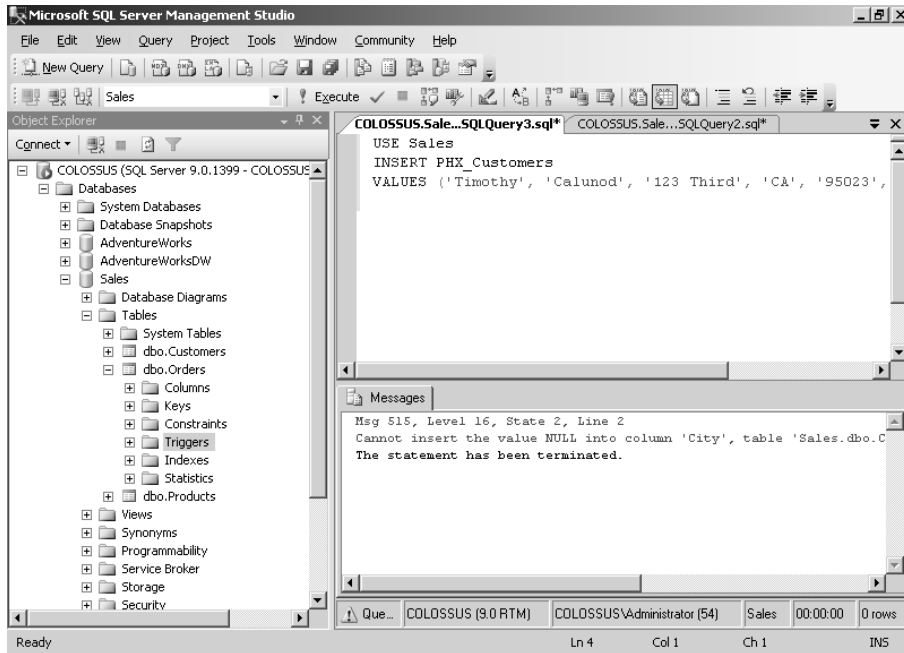 Microsoft SQL Server Management Studio
File Edit View Query Project Tools Window Community Help
New Query
Sales
Execute
Object Explorer
Connect
COLOSSUS (SQL Server 9.0.1399 - COLOSSUS
Databases
System Databases
Database Snapshots
AdventureWorks
AdventureWorksDW
Sales
Database Diagrams
Tables
System Tables
dbo.Customers
dbo.Orders
Columns
Keys
Constraints
Triggers
Indexes
Statistics
dbo.Products
Views
Synonyms
Programmability
Service Broker
Storage
Security
COLOSSUS.Sale...SQLQuery3.sql* COLOSSUS.Sale...SQLQuery2.sql*
USE Sales
INSERT PHX_Customers
VALUES ('Timothy', 'Calunod', '123 Third', 'CA', '95023',
Messages
Msg 515, Level 16, State 2, Line 2
Cannot insert the value NULL into column 'City', table 'Sales.dbo.C
The statement has been terminated.
Que... COLOSSUS (9.0 RTM) COLOSSUS\Administrator (54) Sales 00:00:00 0 rows
Ready Ln 4 Col 1 Ch 1 INS